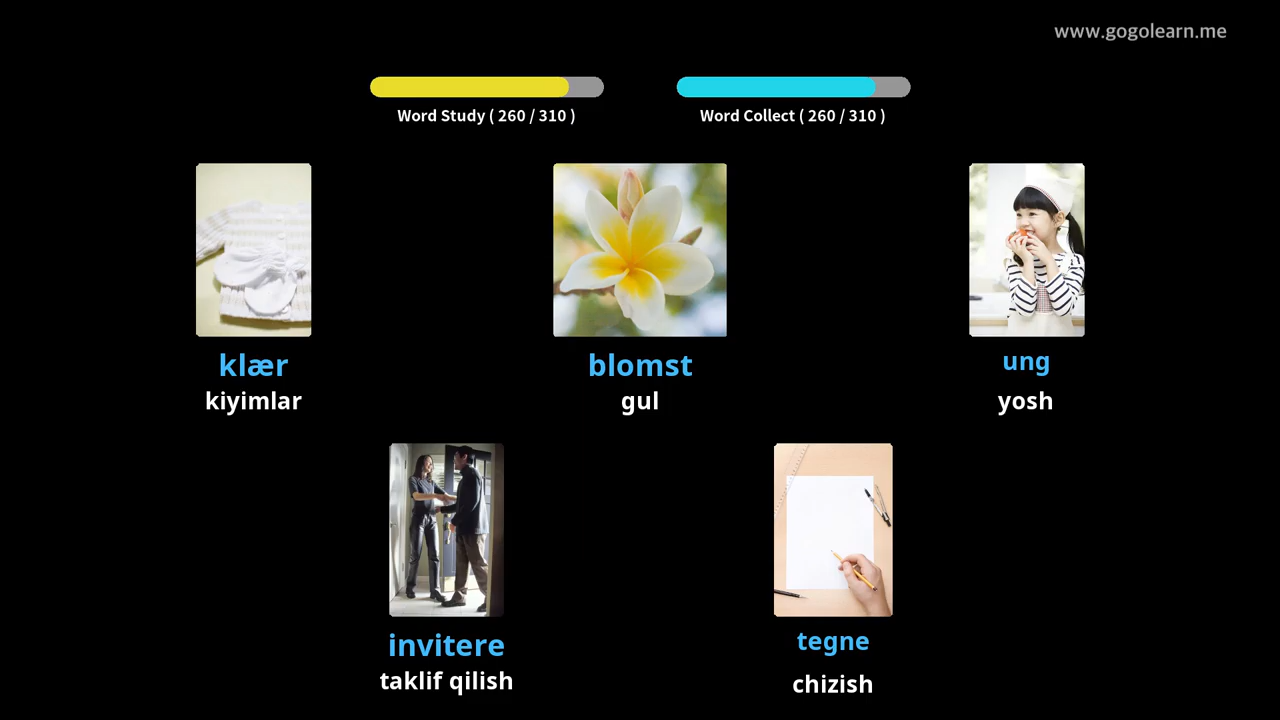 www.gogolearn.me
Word Study ( 260 / 310 )
Word Collect ( 260 / 310 )
klær
kiyimlar
blomst
gul
ung
yosh
invitere
taklif qilish
tegne
chizish